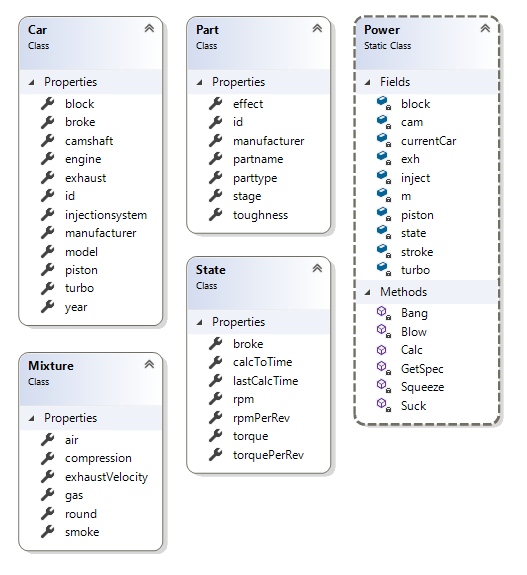 Car
Class
Properties
block
broke
camshaft
engine
exhaust
id
injectionsystem
manufacturer
model
piston
turbo
year
Mixture
Class
Properties
air
compression
exhaustVelocity
gas
round
smoke
Part
Class
Properties
effect
id
manufacturer
partname
parttype
stage
toughness
State
Class
Properties
broke
calcToTime
lastCalcTime
rpm
rpmPerRev
torque
torquePerRev
Power
Static Class
Fields
block
cam
currentCar
exh
inject
m
piston
state
stroke
turbo
Methods
Bang
Blow
Calc
GetSpec
Squeeze
Suck